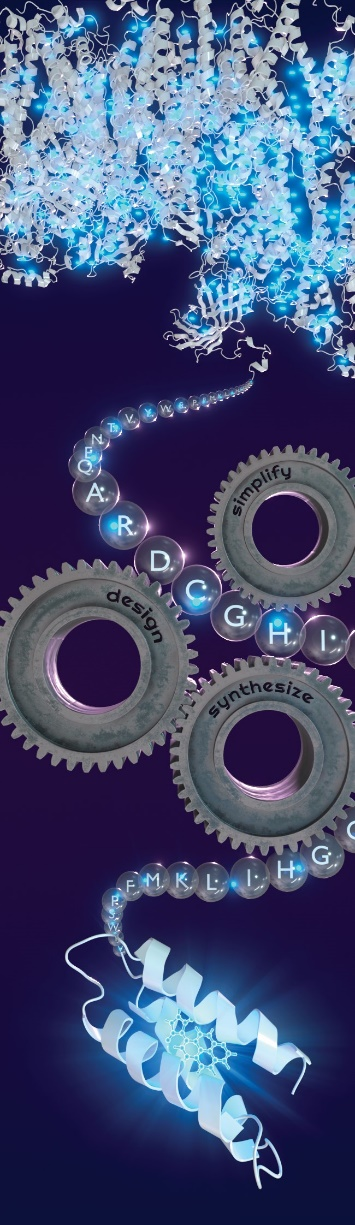 W Y V T N E Q A R D C G H I
simplify
design
synthesize
G H I L K M F P S